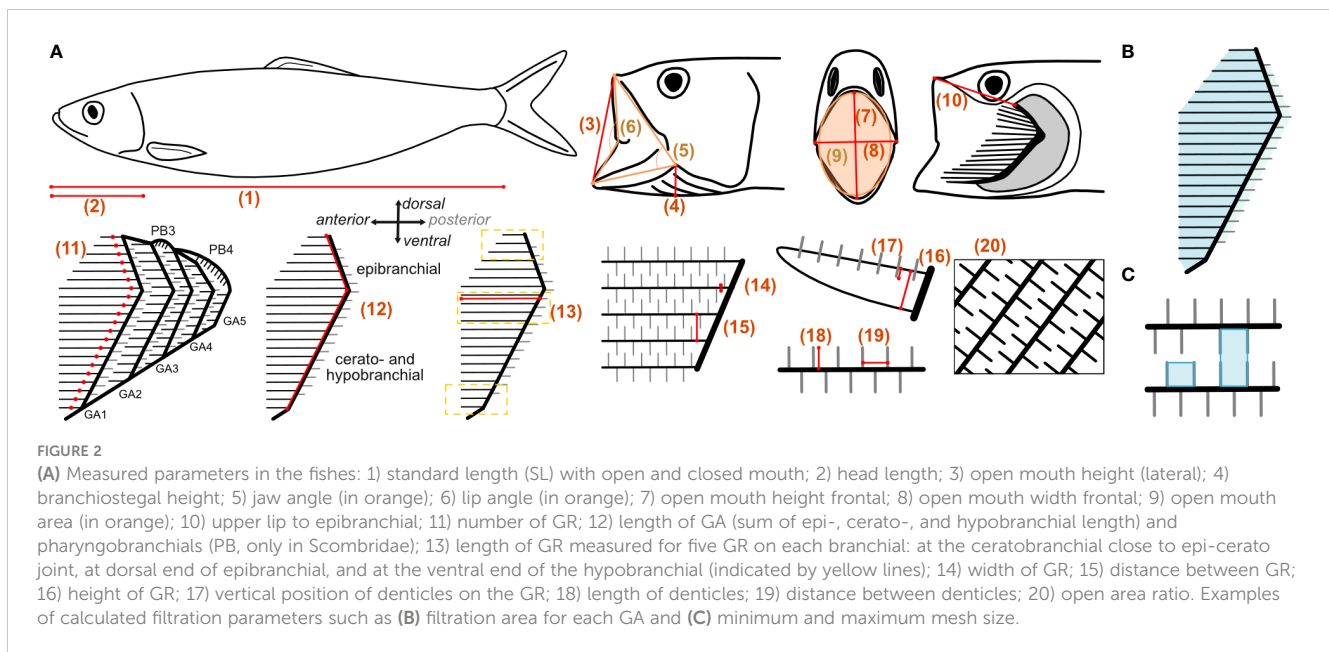 A
B
(10)
(7)
(3)
(6)
(5)
(9)
(8)
(1)
(4)
(2)
dorsal
anterior
posterior
ventral
PB3
(11)
PB4
epibranchial
(17)
(16)
(20)
C
(14)
(12)
(13)
GA5
(15)
(18)
(19)
GA4
cerato- and
hypobranchial
GA3
GA2
GA1
FIGURE 2
(A) Measured parameters in the fishes: 1) standard length (SL) with open and closed mouth; 2) head length; 3) open mouth height (lateral); 4)
branchiostegal height; 5) jaw angle (in orange); 6) lip angle (in orange); 7) open mouth height frontal; 8) open mouth width frontal; 9) open mouth
area (in orange); 10) upper lip to epibranchial; 11) number of GR; 12) length of GA (sum of epi-, cerato-, and hypobranchial length) and
pharyngobranchials (PB, only in Scombridae); 13) length of GR measured for five GR on each branchial: at the ceratobranchial close to epi-cerato
joint, at dorsal end of epibranchial, and at the ventral end of the hypobranchial (indicated by yellow lines); 14) width of GR; 15) distance between GR;
16) height of GR; 17) vertical position of denticles on the GR; 18) length of denticles; 19) distance between denticles; 20) open area ratio. Examples
of calculated filtration parameters such as (B) filtration area for each GA and (C) minimum and maximum mesh size.